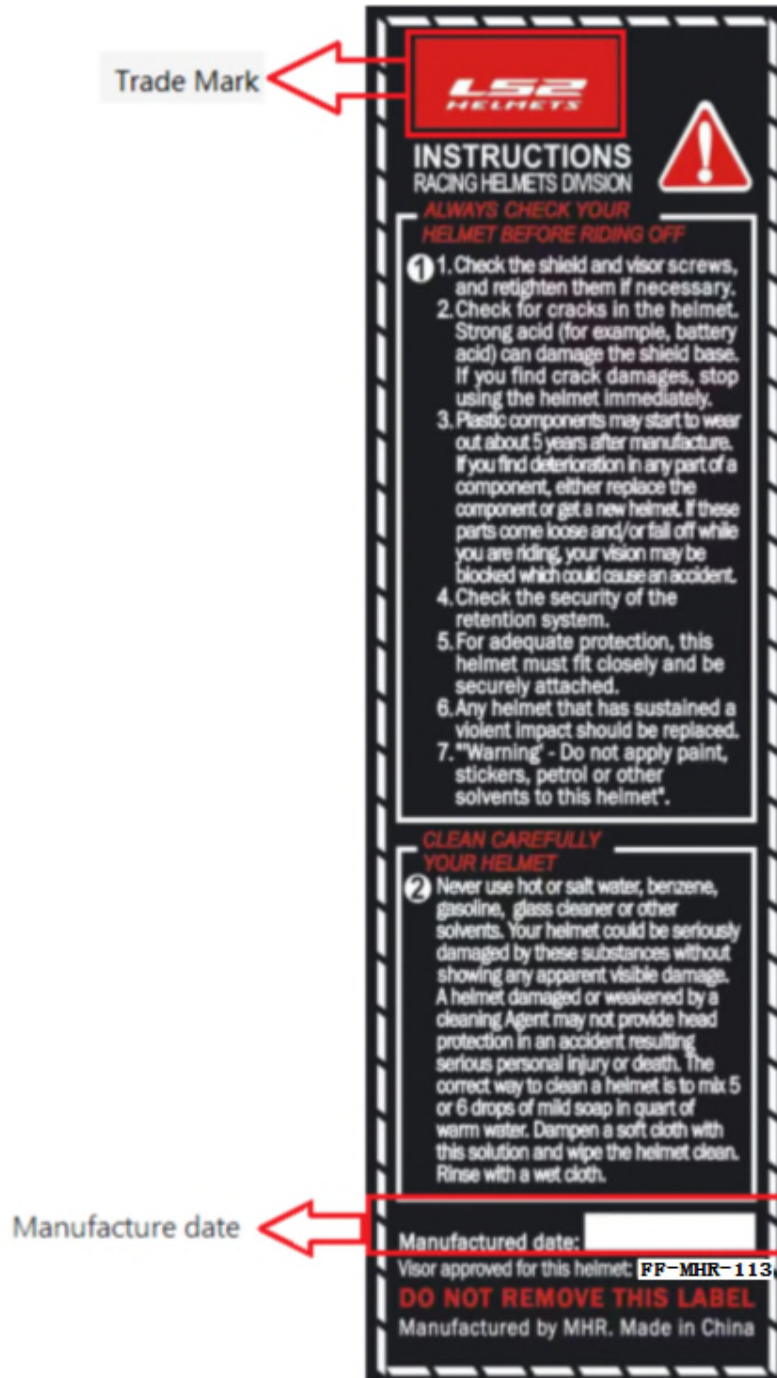 Trade Mark
LS2
HELMETS
INSTRUCTIONS
RACING HELMETS DIVISION
ALWAYS CHECK YOUR
HELMET BEFORE RIDING OFF
1 1. Check the shield and visor screws,
and retighten them if necessary.
2. Check for cracks in the helmet.
Strong acid (for example, battery
acid) can damage the shield base.
If you find crack damages, stop
using the helmet immediately.
3. Plastic components may start to wear
out about 5 years after manufacture.
If you find deterioration in any part of a
component, either replace the
component or get a new helmet. If these
parts come loose and/or fall off while
you are riding, your vision may be
blocked which could cause an accident.
4. Check the security of the
retention system.
5. For adequate protection, this
helmet must fit closely and be
securely attached.
6. Any helmet that has sustained a
violent impact should be replaced.
7. "'Warning' - Do not apply paint,
stickers, petrol or other
solvents to this helmet".
CLEAN CAREFULLY
YOUR HELMET
2 Never use hot or salt water, benzene,
gasoline, glass cleaner or other
solvents. Your helmet could be seriously
damaged by these substances without
showing any apparent visible damage.
A helmet damaged or weakened by a
cleaning Agent may not provide head
protection in an accident resulting
serious personal injury or death. The
correct way to clean a helmet is to mix 5
or 6 drops of mild soap in quart of
warm water. Dampen a soft cloth with
this solution and wipe the helmet clean.
Rinse with a wet cloth.
Manufacture date
Manufactured date:
Visor approved for this helmet: FF-MHR-113
DO NOT REMOVE THIS LABEL
Manufactured by MHR. Made in China